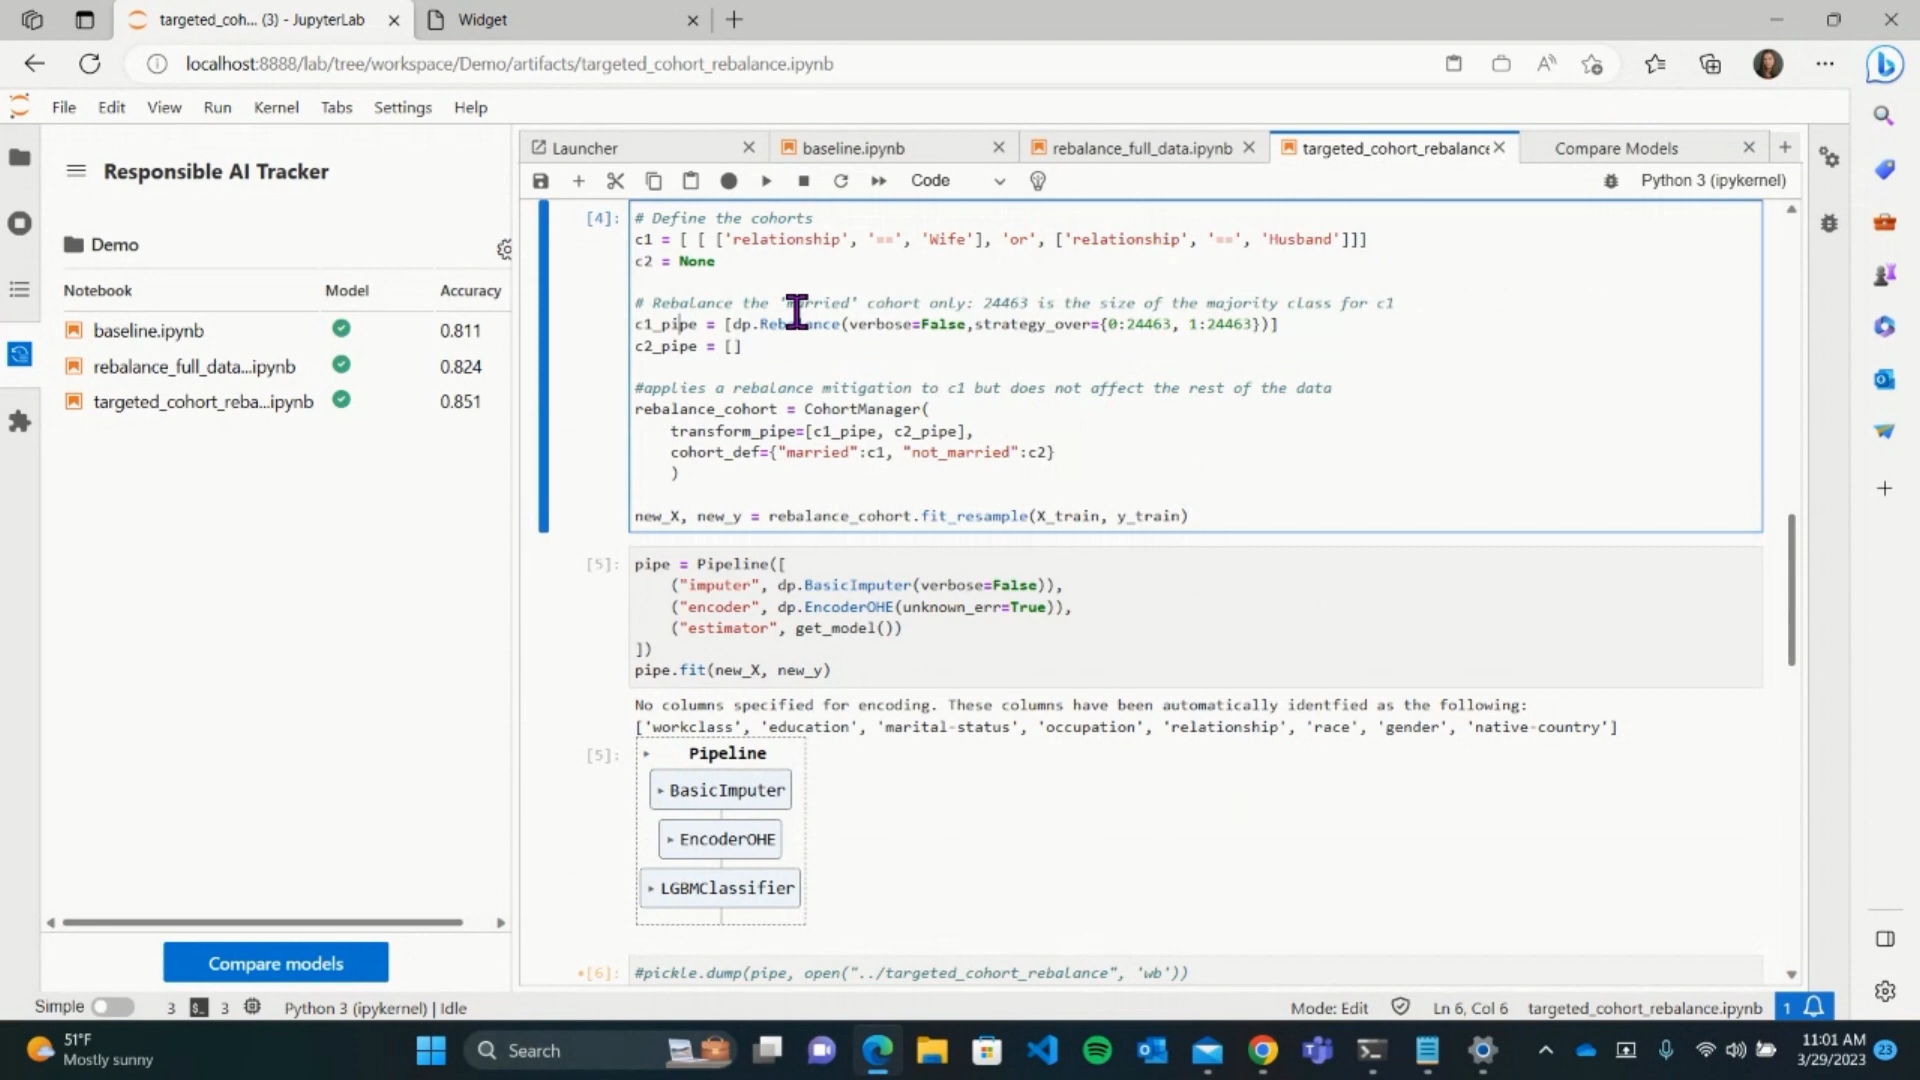 targeted_coh... (3) - JupyterLab
Widget
localhost:8888/lab/tree/workspace/Demo/artifacts/targeted_cohort_rebalance.ipynb
File Edit View Run Kernel Tabs Settings Help
Responsible AI Tracker
Demo
Notebook Model Accuracy
baseline.ipynb 0.811
rebalance_full_data...ipynb 0.824
targeted_cohort_reba...ipynb 0.851
Compare models
Launcher
baseline.ipynb
rebalance_full_data.ipynb
targeted_cohort_rebalance
Compare Models
Code
Python 3 (ipykernel)
[4]:
# Define the cohorts
c1 = [ [ ['relationship', '==', 'Wife'], 'or', ['relationship', '==', 'Husband']]]
c2 = None
# Rebalance the 'married' cohort only: 24463 is the size of the majority class for c1
c1_pipe = [dp.Rebalance(verbose=False,strategy_over={0:24463, 1:24463})]
c2_pipe = []
#applies a rebalance mitigation to c1 but does not affect the rest of the data
rebalance_cohort = CohortManager(
transform_pipe=[c1_pipe, c2_pipe],
cohort_def={"married":c1, "not_married":c2}
)
new_X, new_y = rebalance_cohort.fit_resample(X_train, y_train)
[5]:
pipe = Pipeline([
("imputer", dp.BasicImputer(verbose=False)),
("encoder", dp.EncoderOHE(unknown_err=True)),
("estimator", get_model())
])
pipe.fit(new_X, new_y)
No columns specified for encoding. These columns have been automatically identfied as the following:
['workclass', 'education', 'marital-status', 'occupation', 'relationship', 'race', 'gender', 'native-country']
[5]:
Pipeline
BasicImputer
EncoderOHE
LGBMClassifier
[6]:
#pickle.dump(pipe, open("../targeted_cohort_rebalance", 'wb'))
Simple 3 3 Python 3 (ipykernel) | Idle
Mode: Edit Ln 6, Col 6 targeted_cohort_rebalance.ipynb 1
51°F
Mostly sunny
Search
11:01 AM
3/29/2023
23